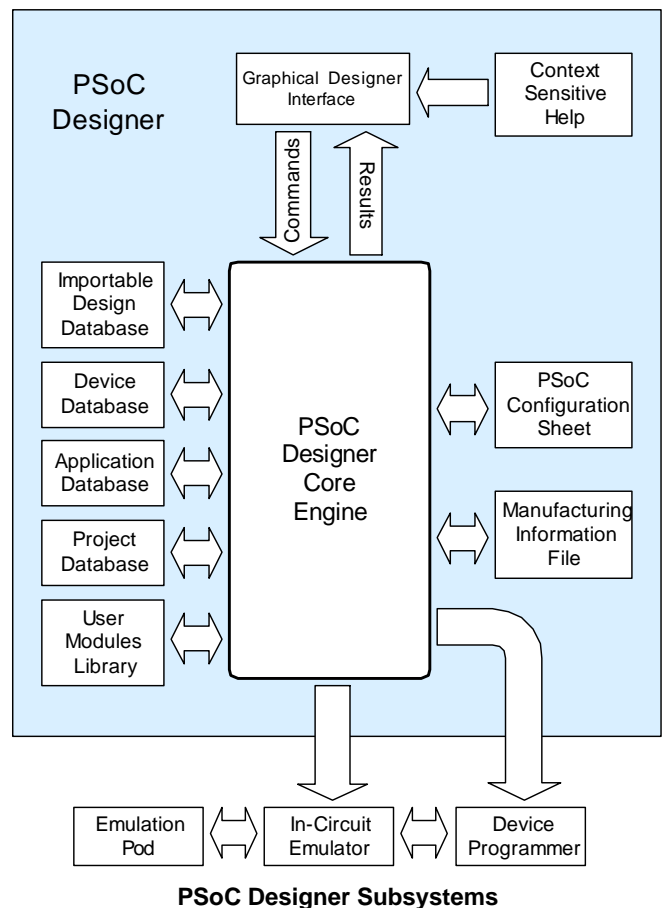 PSoC
Designer
Graphical Designer
Interface
Context
Sensitive
Help
Commands
Results
Importable
Design
Database
Device
Database
Application
Database
Project
Database
User
Modules
Library
PSoC
Designer
Core
Engine
PSoC
Configuration
Sheet
Manufacturing
Information
File
Emulation
Pod
In-Circuit
Emulator
Device
Programmer
PSoC Designer Subsystems